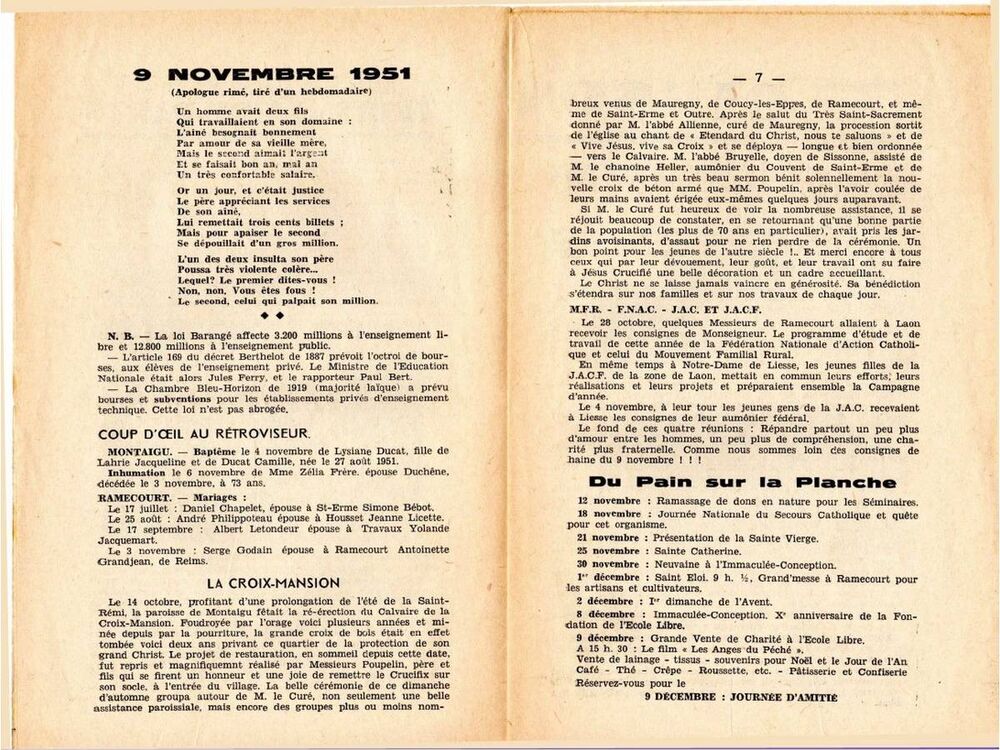 9 NOVEMBRE 1951
(Apologue rimé, tiré d'un hebdomadaire)
Un homme avait deux fils
Qui travaillaient en son domaine :
L'ainé besognait bonnement
Par amour de sa vieille mère,
Mais le second aimait l'argent
Et se faisait bon an, mal an
Un très confortable salaire.
Or un jour, et c'était justice
Le père appréciant les services
De son ainé,
Lui remettait trois cents billets ;
Mais pour apaiser le second
Se dépouillait d'un gros million.
L'un des deux insulta son père
Poussa très violente colère...
Lequel? Le premier dites-vous !
Non, non, Vous êtes fous !
Le second, celui qui palpait son million.
◆ ◆
N. B. — La loi Barangé affecte 3.200 millions à l'enseignement li-
bre et 12.800 millions à l'enseignement public.
— L'article 169 du décret Berthelot de 1887 prévoit l'octroi de bour-
ses, aux élèves de l'enseignement privé. Le Ministre de l'Education
Nationale était alors Jules Ferry, et le rapporteur Paul Bert.
— La Chambre Bleu-Horizon de 1919 (majorité laïque) a prévu
bourses et subventions pour les établissements privés d'enseignement
technique. Cette loi n'est pas abrogée.
COUP D'ŒIL AU RÉTROVISEUR.
MONTAIGU. — Baptême le 4 novembre de Lysiane Ducat, fille de
Lahrie Jacqueline et de Ducat Camille, née le 27 août 1951.
Inhumation le 6 novembre de Mme Zélia Frère. épouse Duchêne,
décédée le 3 novembre, à 73 ans.
RAMECOURT. — Mariages :
Le 17 juillet : Daniel Chapelet, épouse à St-Erme Simone Bébot.
Le 25 août : André Philippoteau épouse à Housset Jeanne Licette.
Le 17 septembre : Albert Letondeur épouse à Travaux Yolande
Jacquemart.
Le 3 novembre : Serge Godain épouse à Ramecourt Antoinette
Grandjean, de Reims.
LA CROIX-MANSION
Le 14 octobre, profitant d'une prolongation de l'été de la Saint-
Rémi, la paroisse de Montaigu fêtait la ré-érection du Calvaire de la
Croix-Mansion. Foudroyée par l'orage voici plusieurs années et mi-
née depuis par la pourriture, la grande croix de bois était en effet
tombée voici deux ans privant ce quartier de la protection de son
grand Christ. Le projet de restauration, en sommeil depuis cette date,
fut repris et magnifiquemnt réalisé par Messieurs Poupelin, père et
fils qui se firent un honneur et une joie de remettre le Crucifix sur
son socle, à l'entrée du village. La belle cérémonie de ce dimanche
d'automne groupa autour de M. le Curé, non seulement une belle
assistance paroissiale, mais encore des groupes plus ou moins nom-
— 7 —
breux venus de Mauregny, de Coucy-les-Eppes, de Ramecourt, et mê-
me de Saint-Erme et Outre. Après le salut du Très Saint-Sacrement
donné par M. l'abbé Allienne, curé de Mauregny, la procession sortit
de l'église au chant de « Etendard du Christ, nous te saluons » et de
« Vive Jésus, vive sa Croix » et se déploya — longue et bien ordonnée
— vers le Calvaire. M. l'abbé Bruyelle, doyen de Sissonne, assisté de
M. le chanoine Heller, aumônier du Couvent de Saint-Erme et de
M. le Curé, après un très beau sermon bénit solennellement la nou-
velle croix de béton armé que MM. Poupelin, après l'avoir coulée de
leurs mains avaient érigée eux-mêmes quelques jours auparavant.
Si M. le Curé fut heureux de voir la nombreuse assistance, il se
réjouit beaucoup de constater, en se retournant qu'une bonne partie
de la population (les plus de 70 ans en particulier), avait pris les jar-
dins avoisinants, d'assaut pour ne rien perdre de la cérémonie. Un
bon point pour les jeunes de l'autre siècle !.. Et merci encore à tous
ceux qui par leur dévouement, leur goût, et leur travail ont su faire
à Jésus Crucifié une belle décoration et un cadre accueillant.
Le Christ ne se laisse jamais vaincre en générosité. Sa bénédiction
s'étendra sur nos familles et sur nos travaux de chaque jour.
M.F.R. - F.N.A.C. - J.A.C. ET J.A.C.F.
Le 28 octobre, quelques Messieurs de Ramecourt allaient à Laon
recevoir les consignes de Monseigneur. Le programme d'étude et de
travail de cette année de la Fédération Nationale d'Action Catholi-
que et celui du Mouvement Familial Rural.
En même temps à Notre-Dame de Liesse, les jeunes filles de la
J.A.C.F. de la zone de Laon, mettait en commun leurs efforts, leurs
réalisations et leurs projets et préparaient ensemble la Campagne
d'année.
Le 4 novembre, à leur tour les jeunes gens de la J.A.C. recevaient
à Liesse les consignes de leur aumônier fédéral.
Le fond de ces quatre réunions : Répandre partout un peu plus
d'amour entre les hommes, un peu plus de compréhension, une cha-
rité plus fraternelle. Comme nous sommes loin des consignes de
haine du 9 novembre ! ! !
Du Pain sur la Planche
12 novembre : Ramassage de dons en nature pour les Séminaires.
18 novembre : Journée Nationale du Secours Catholique et quête
pour cet organisme.
21 novembre : Présentation de la Sainte Vierge.
25 novembre : Sainte Catherine.
30 novembre : Neuvaine à l'Immaculée-Conception.
1er décembre : Saint Eloi. 9 h. ½, Grand'messe à Ramecourt pour
les artisans et cultivateurs.
2 décembre : Ier dimanche de l'Avent.
8 décembre : Immaculée-Conception. Xe anniversaire de la Fon-
dation de l'Ecole Libre.
9 décembre : Grande Vente de Charité à l'Ecole Libre.
A 15 h. 30 : Le film « Les Anges du Péché ».
Vente de lainage - tissus - souvenirs pour Noël et le Jour de l'An
Café - Thé - Crêpe - Roussette, etc. - Pâtisserie et Confiserie
Réservez-vous pour le
9 DÉCEMBRE : JOURNÉE D'AMITIÉ